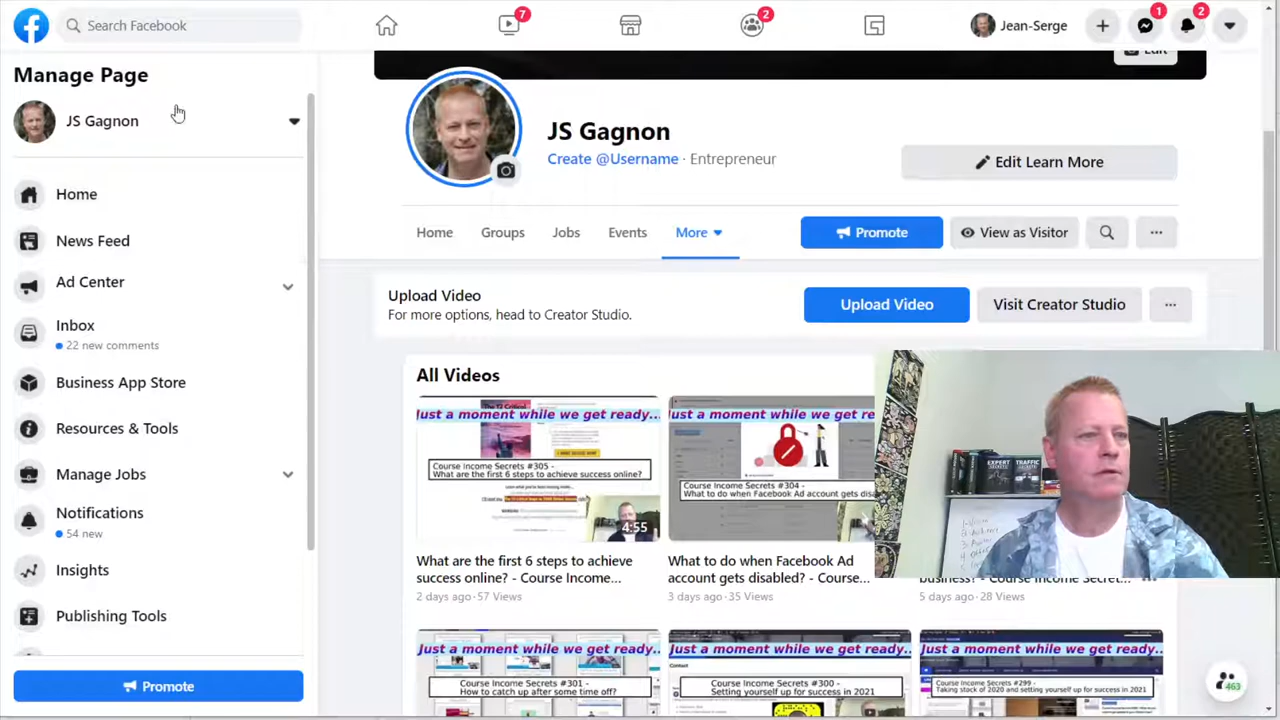 Search Facebook
7
2
Jean-Serge
1
2
Manage Page
JS Gagnon
Home
News Feed
Ad Center
Inbox
22 new comments
Business App Store
Resources & Tools
Manage Jobs
Notifications
54 new
Insights
Publishing Tools
Promote
Edit
JS Gagnon
Create @Username · Entrepreneur
Edit Learn More
Home
Groups
Jobs
Events
More
Promote
View as Visitor
Upload Video
For more options, head to Creator Studio.
Upload Video
Visit Creator Studio
All Videos
Just a moment while we get ready...
Course Income Secrets #305 -
What are the first 6 steps to achieve success online?
4:55
What are the first 6 steps to achieve
success online? - Course Income...
2 days ago · 57 Views
Just a moment while we get re
Course Income Secrets #304 -
What to do when Facebook Ad account gets disa
What to do when Facebook Ad
account gets disabled? - Course...
3 days ago · 35 Views
business? - Course Income Secret...
5 days ago · 28 Views
EXPERT
SECRETS
TRAFFIC
SECRETS
Just a moment while we get ready...
Course Income Secrets #301 -
How to catch up after some time off?
Just a moment while we get ready...
Contact
Course Income Secrets #300 -
Setting yourself up for success in 2021
Just a moment while we get ready...
Course Income Secrets #299 -
Taking stock of 2020 and setting yourself up for success in 2021
463